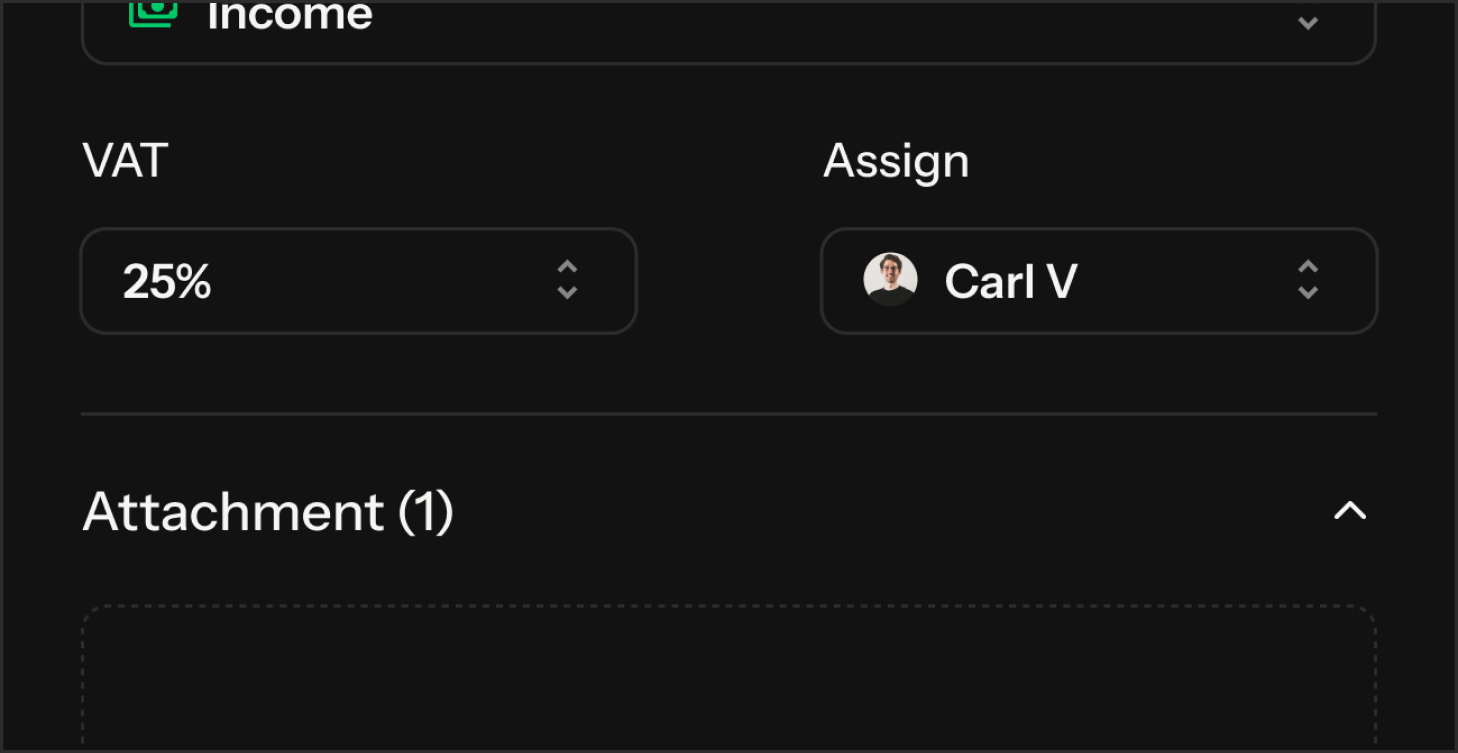 Income
VAT
Assign
25%
Carl V
Attachment (1)